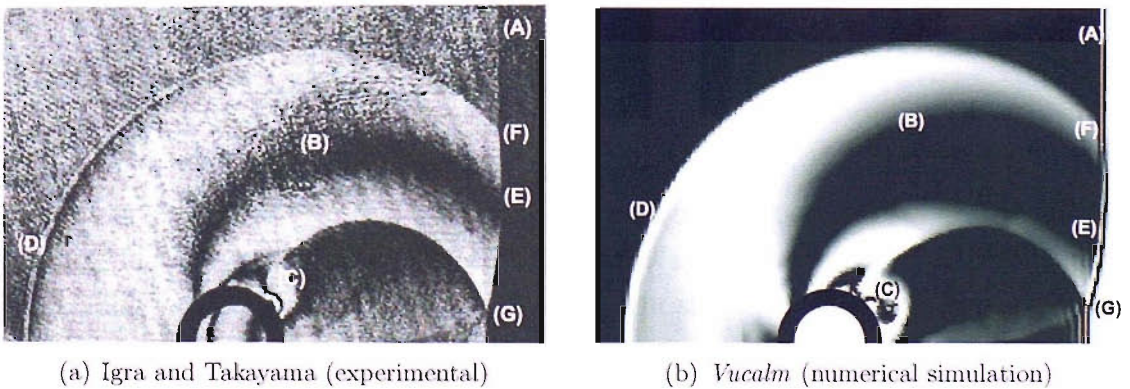 (A)
(B)
(F)
(E)
(D)
(C)
(G)
(A)
(B)
(F)
(D)
(E)
(C)
(G)
(a) Igra and Takayama (experimental)
(b) Vucalm (numerical simulation)